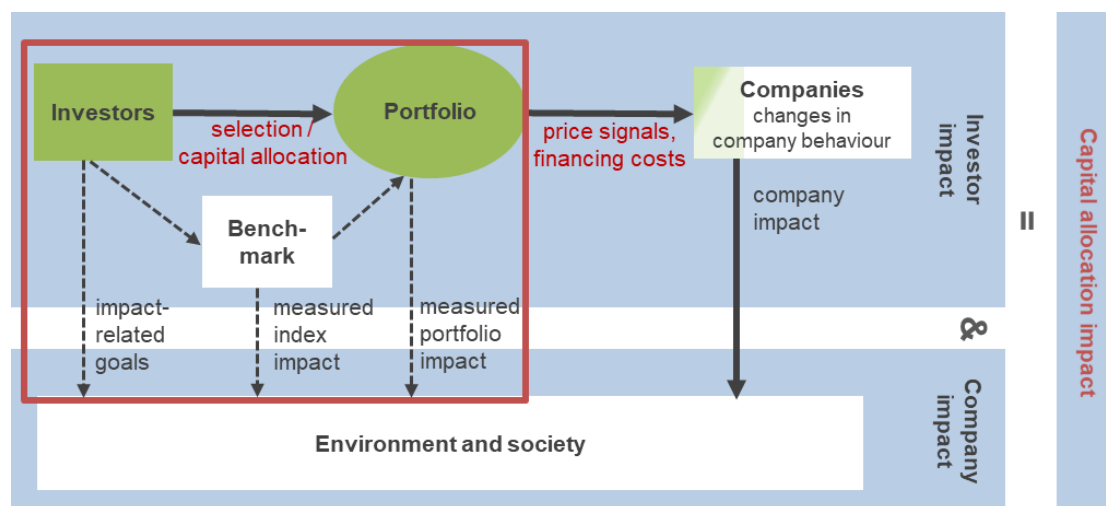 Investors
selection /
capital allocation
Portfolio
price signals,
financing costs
Companies
changes in
company behaviour
Bench-
mark
company
impact
impact-
related
goals
measured
index
impact
measured
portfolio
impact
Environment and society
Investor
impact
&
Company
impact
=
Capital allocation impact